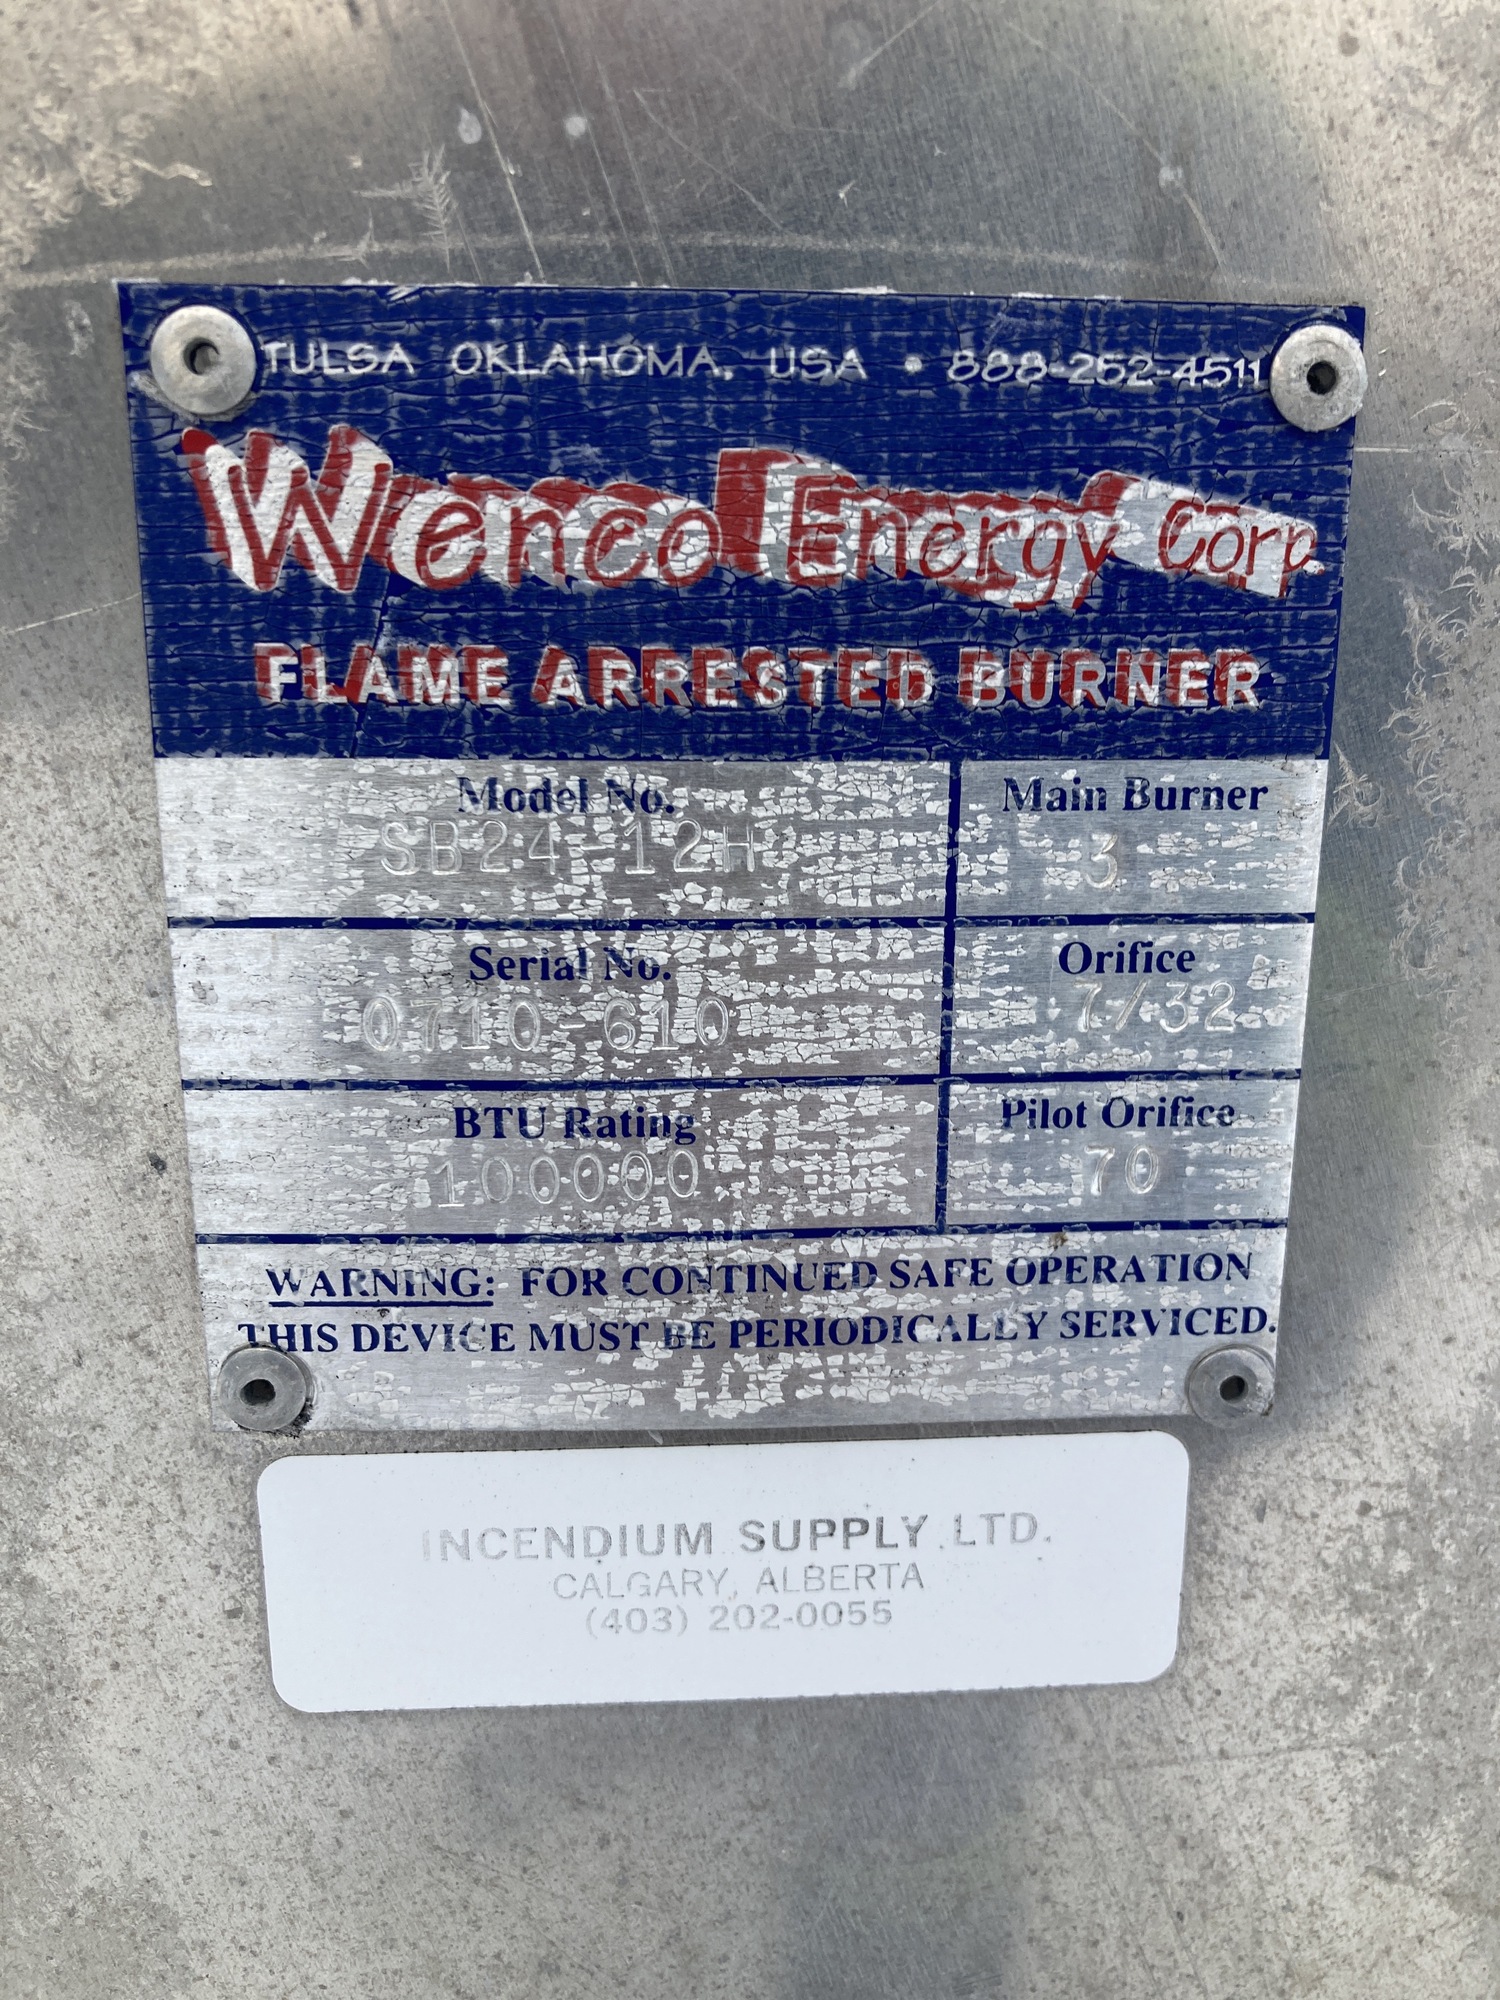 TULSA OKLAHOMA, USA • 888-252-4511
Wenco Energy Corp.
FLAME ARRESTED BURNER
Model No.
SB24-12H
Main Burner
3
Serial No.
0710-610
Orifice
7/32
BTU Rating
100000
Pilot Orifice
70
WARNING: FOR CONTINUED SAFE OPERATION
THIS DEVICE MUST BE PERIODICALLY SERVICED.
INCENDIUM SUPPLY LTD.
CALGARY, ALBERTA
(403) 202-0055